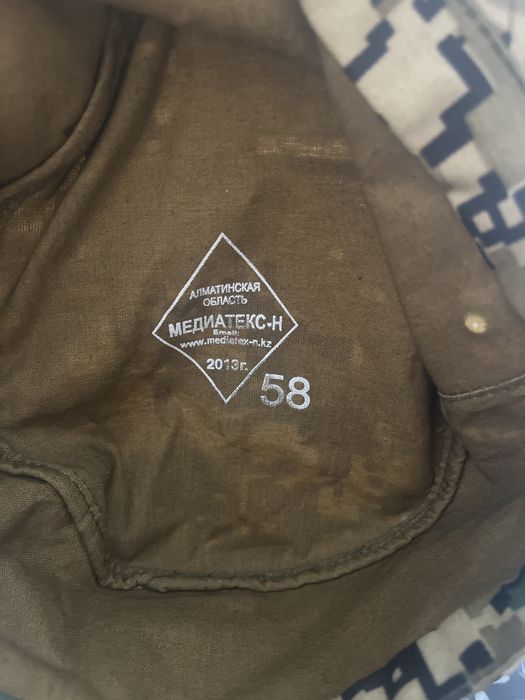 АЛМАТИНСКАЯ
ОБЛАСТЬ
МЕДИАТЕКС-Н
Email:
www.mediatex-n.kz
2013г.
58